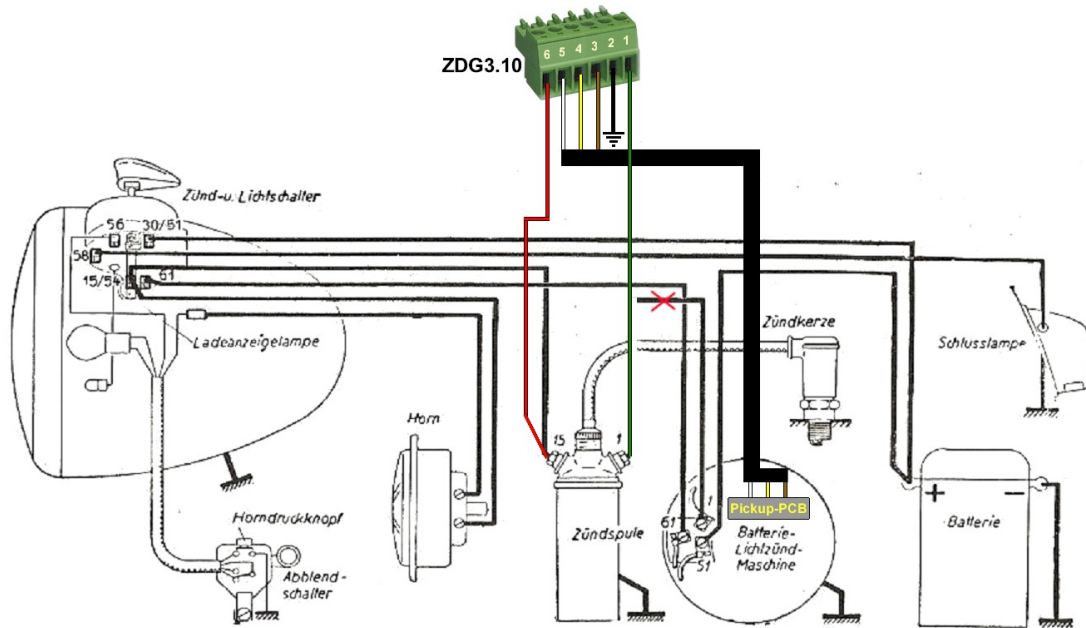 6 5 4 3 2 1
ZDG3.10
Zünd-u. Lichtschalter
56
30/51
58
15/54
61
Ladeanzeigelampe
Zündkerze
Schlusslampe
Horn
15
1
Horndruckknopf
Abblend-
schalter
Zündspule
1
61
51
Pickup-PCB
Batterie-
Lichtzünd-
Maschine
+
−
Batterie